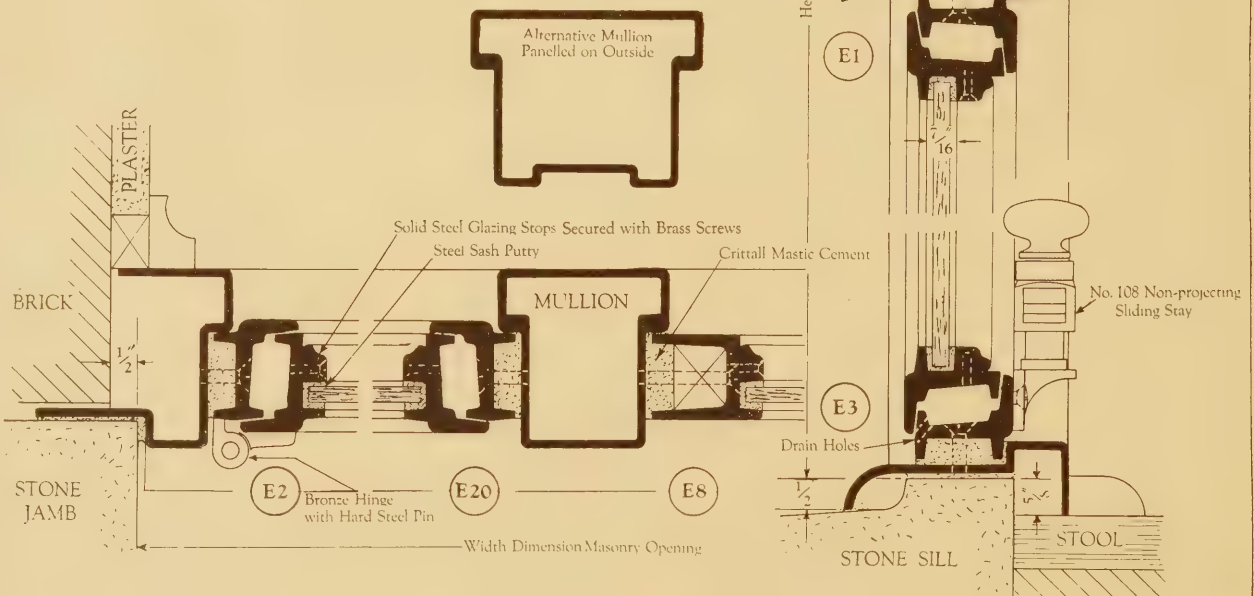 Alternative Mullion
Panelled on Outside
He
E1
PLASTER
7/16
Solid Steel Glazing Stops Secured with Brass Screws
Steel Sash Putty
Crittall Mastic Cement
BRICK
MULLION
No. 108 Non-projecting
Sliding Stay
1/2"
E3
Drain Holes
STONE
JAMB
E2
Bronze Hinge
with Hard Steel Pin
E20
E8
1/2"
STOOL
Width Dimension Masonry Opening
STONE SILL